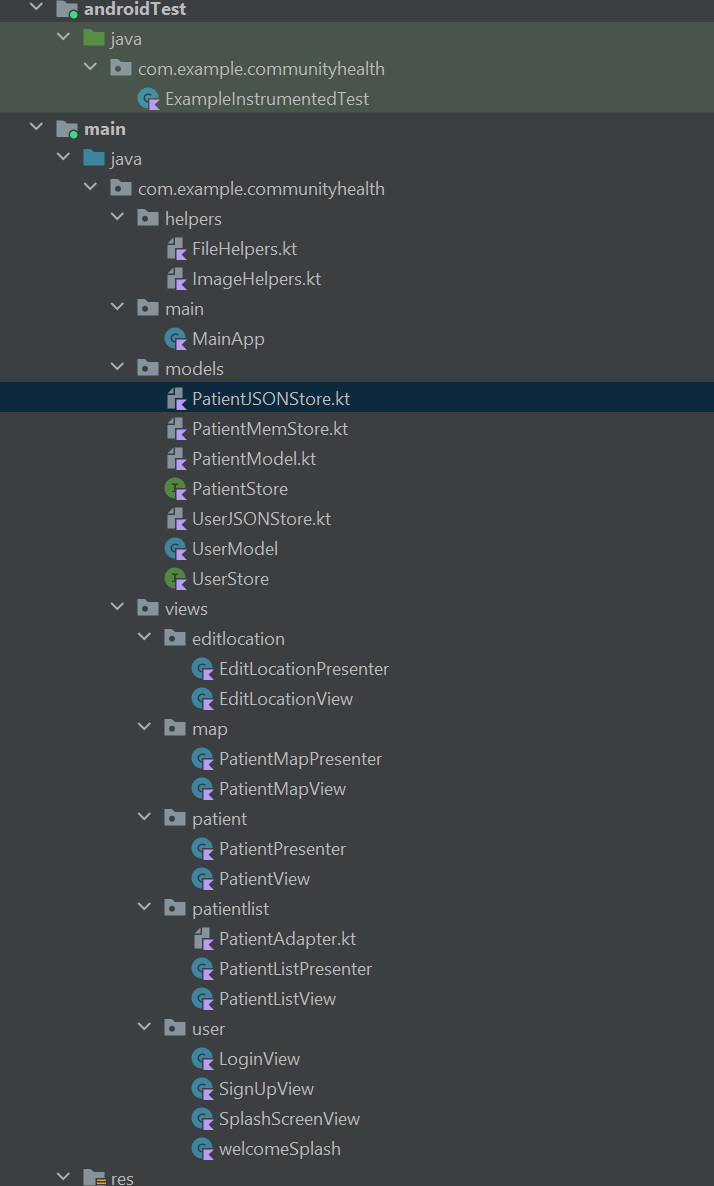 androidTest
java
com.example.communityhealth
ExampleInstrumentedTest
main
java
com.example.communityhealth
helpers
FileHelpers.kt
ImageHelpers.kt
main
MainApp
models
PatientJSONStore.kt
PatientMemStore.kt
PatientModel.kt
PatientStore
UserJSONStore.kt
UserModel
UserStore
views
editlocation
EditLocationPresenter
EditLocationView
map
PatientMapPresenter
PatientMapView
patient
PatientPresenter
PatientView
patientlist
PatientAdapter.kt
PatientListPresenter
PatientListView
user
LoginView
SignUpView
SplashScreenView
welcomeSplash
res